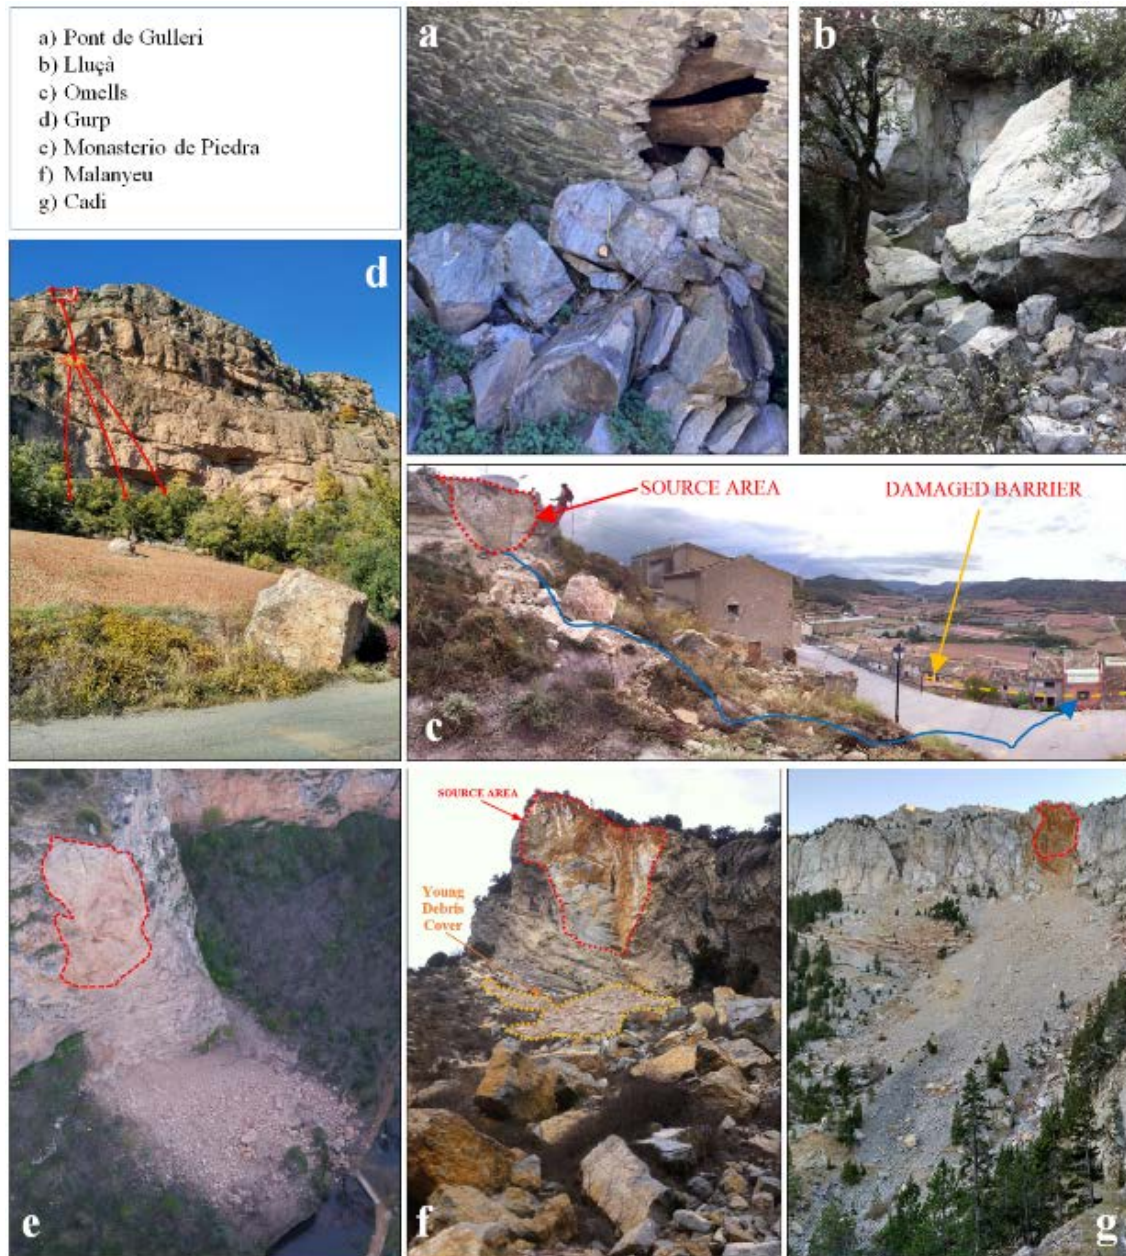 a) Pont de Gulleri
b) Lluçà
c) Omells
d) Gurp
e) Monasterio de Piedra
f) Malanyeu
g) Cadi
a
b
d
SOURCE AREA
DAMAGED BARRIER
c
e
SOURCE AREA
Young
Debris
Cover
f
g